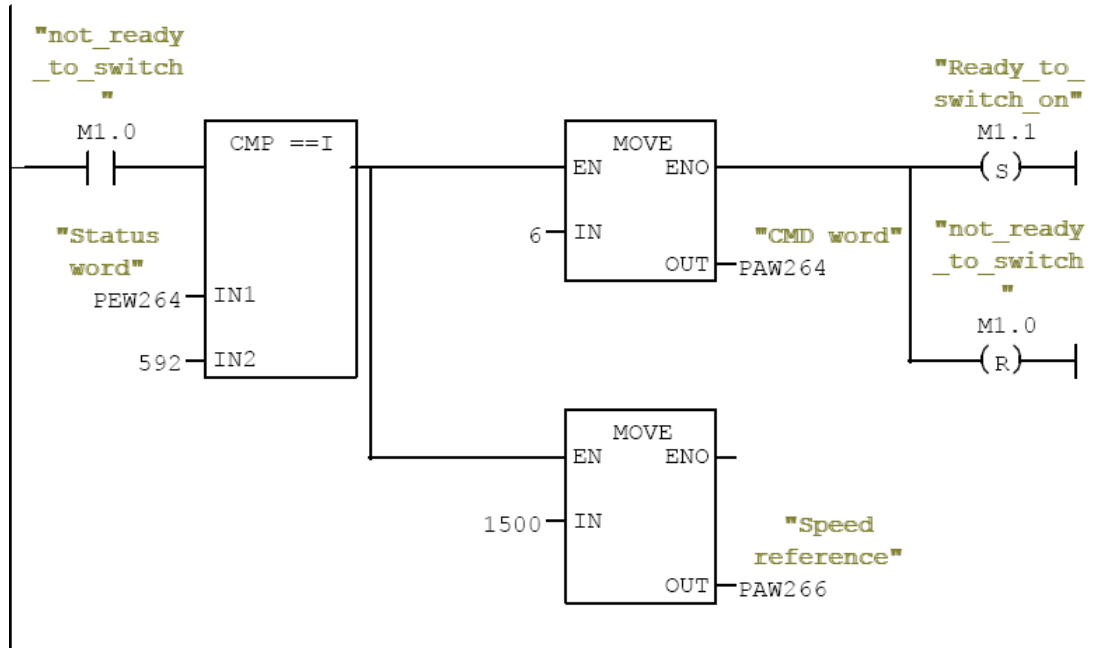 "not_ready
_to_switch
"
M1.0
CMP ==I
"Status
word"
PEW264
IN1
592
IN2
MOVE
EN
ENO
6
IN
"CMD word"
OUT
PAW264
"Ready_to_
switch_on"
M1.1
(S)
"not_ready
_to_switch
"
M1.0
(R)
MOVE
EN
ENO
1500
IN
"Speed
reference"
OUT
PAW266